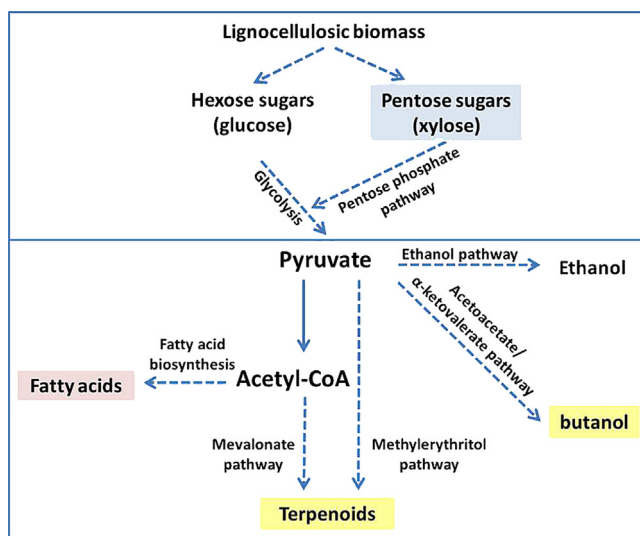 Lignocellulosic biomass
Hexose sugars
(glucose)
Pentose sugars
(xylose)
Glycolysis
Pentose phosphate
pathway
Pyruvate
Ethanol pathway
Ethanol
Acetoacetate/
α-ketovalerate pathway
Fatty acid
biosynthesis
Fatty acids
Acetyl-CoA
butanol
Mevalonate
pathway
Methylerythritol
pathway
Terpenoids